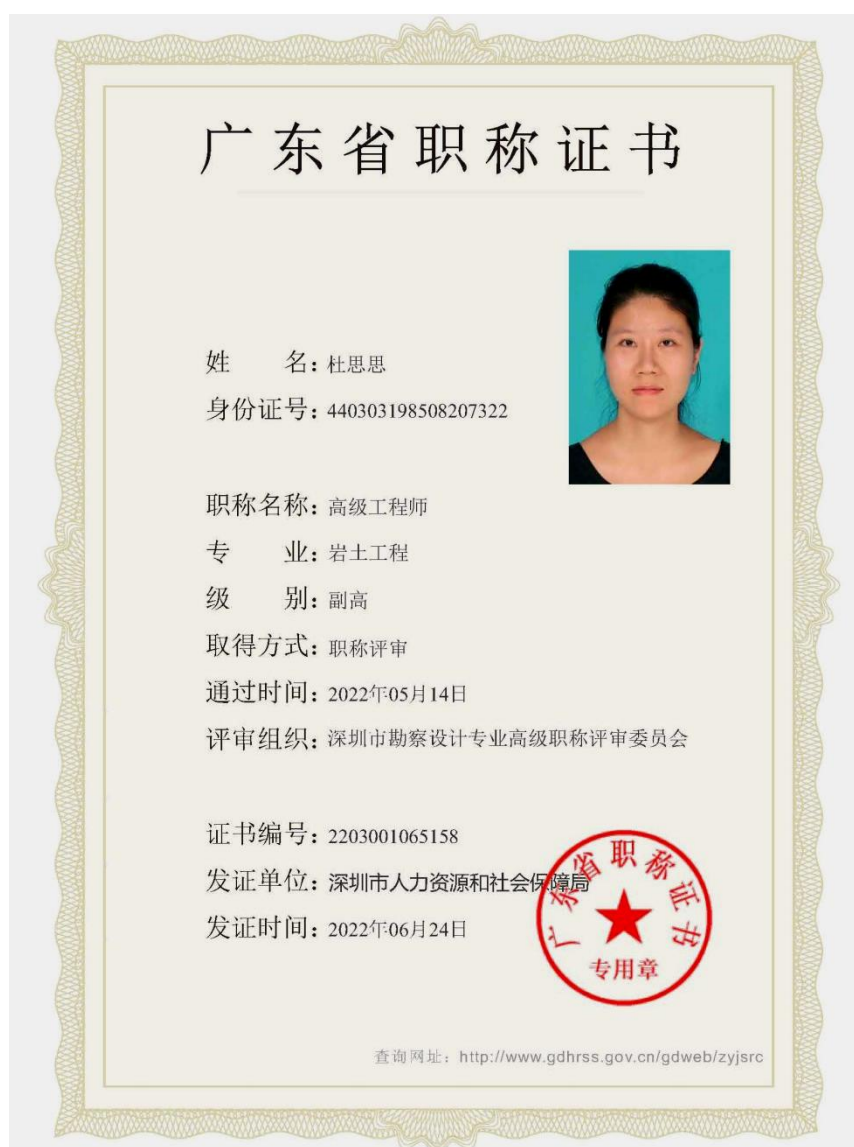 广东省职称证书
姓 名：杜思思
身份证号：440303198508207322
职称名称：高级工程师
专 业：岩土工程
级 别：副高
取得方式：职称评审
通过时间：2022年05月14日
评审组织：深圳市勘察设计专业高级职称评审委员会
证书编号：2203001065158
发证单位：深圳市人力资源和社会保障局
发证时间：2022年06月24日
广东省职称证书
专用章
查询网址：http://www.gdhrss.gov.cn/gdweb/zyjsrc